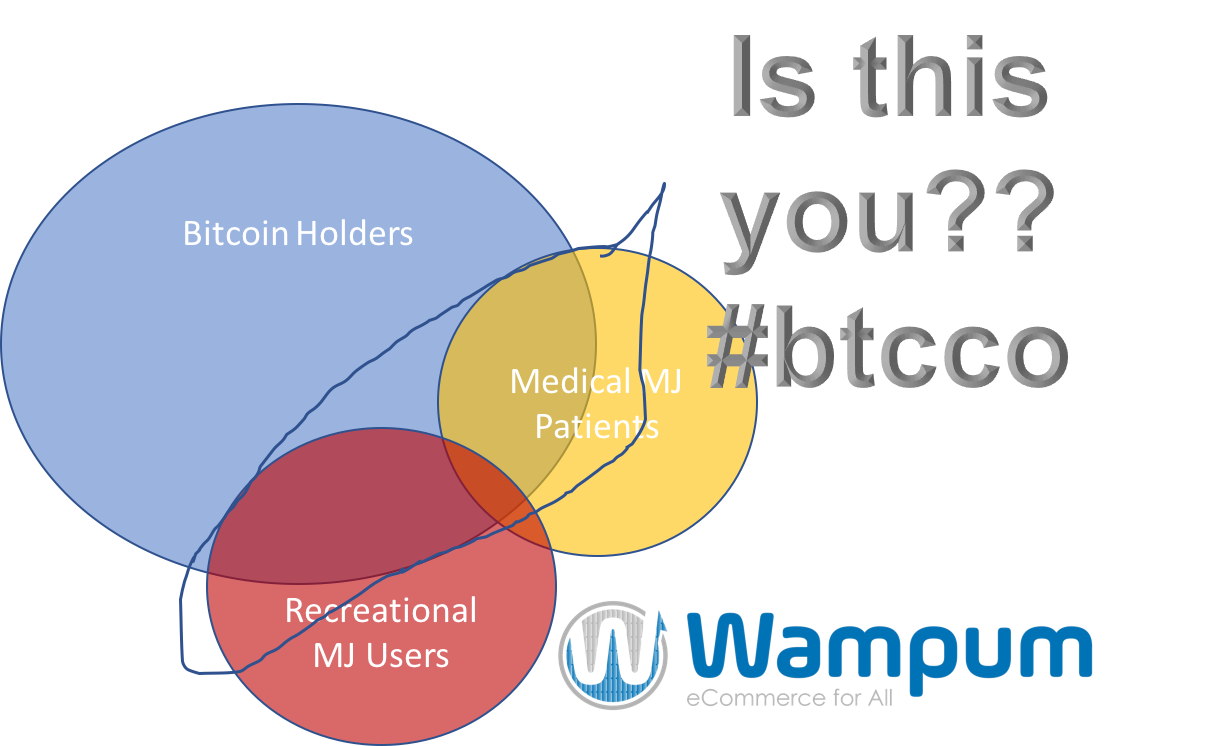 Is this
you??
#btcco
Bitcoin Holders
Medical MJ
Patients
Recreational
MJ Users
W Wampum
eCommerce for All